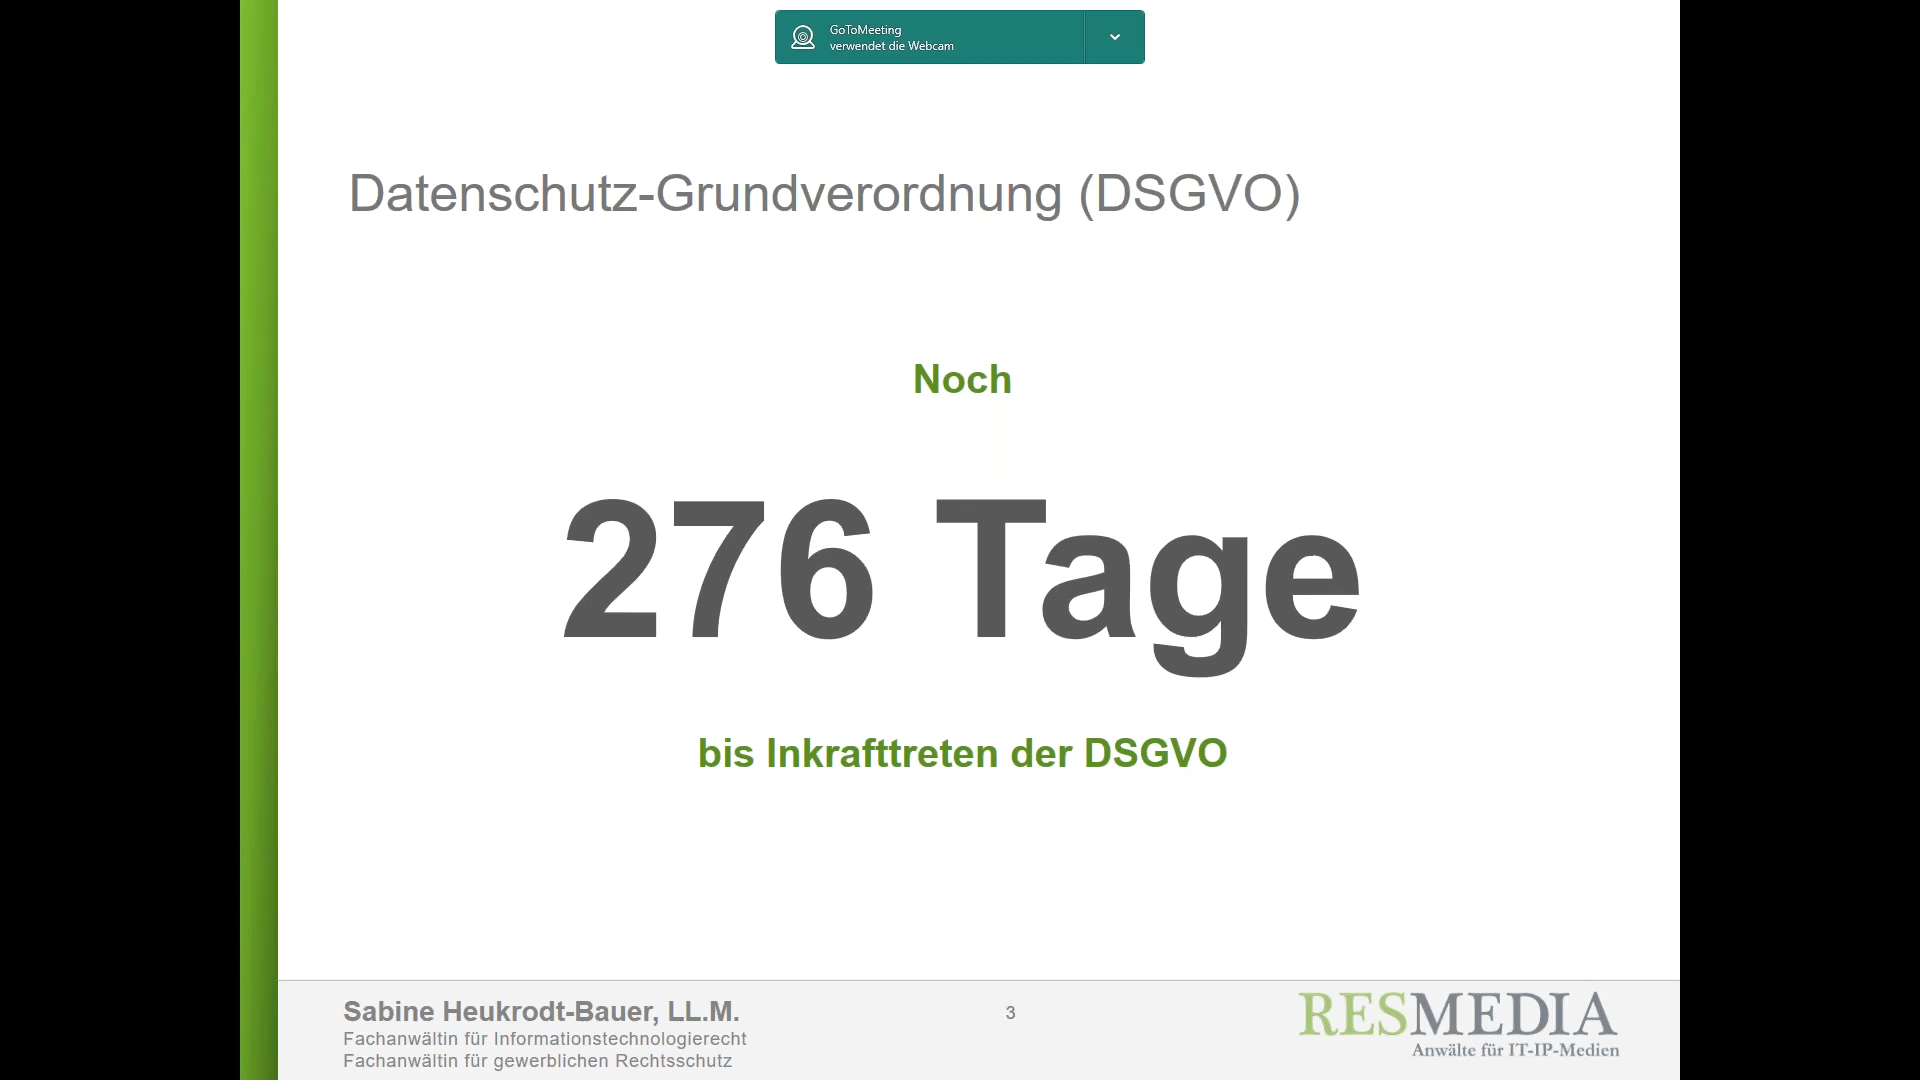 GoToMeeting
verwendet die Webcam
Datenschutz-Grundverordnung (DSGVO)
Noch
276 Tage
bis Inkrafttreten der DSGVO
Sabine Heukrodt-Bauer, LL.M.
Fachanwältin für Informationstechnologierecht
Fachanwältin für gewerblichen Rechtsschutz
3
RESMEDIA
Anwälte für IT-IP-Medien